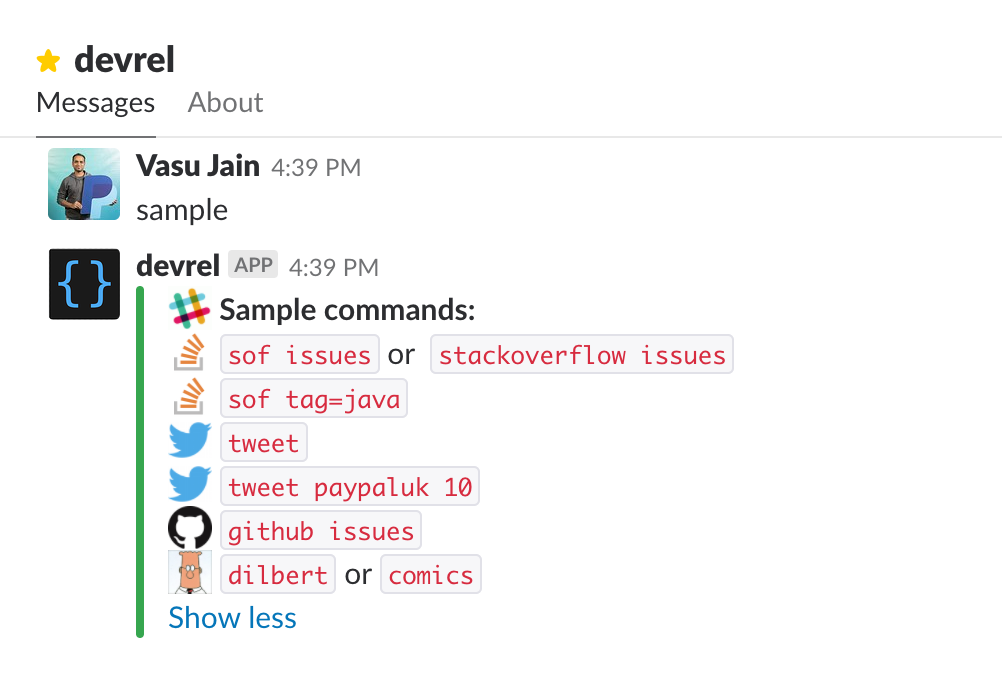 devrel
Messages About
Vasu Jain 4:39 PM
sample
devrel APP 4:39 PM
Sample commands:
sof issues or stackoverflow issues
sof tag=java
tweet
tweet paypaluk 10
github issues
dilbert or comics
Show less